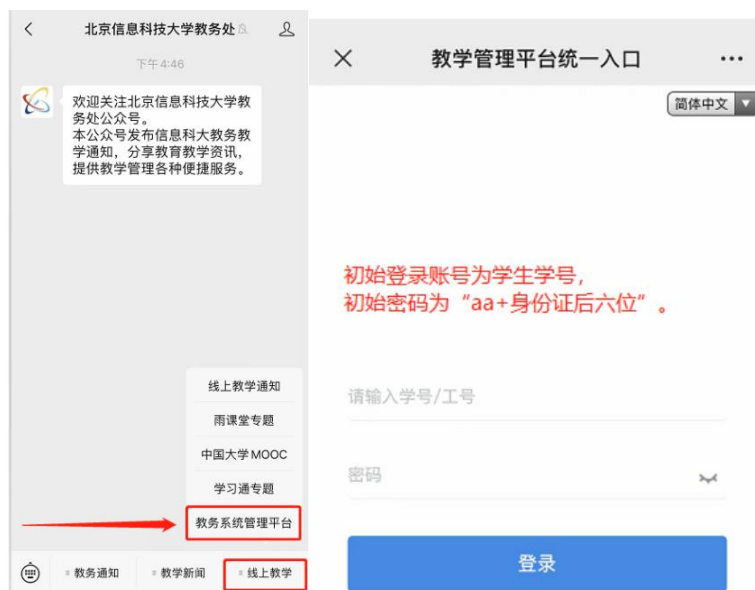 北京信息科技大学教务处
下午 4:46
欢迎关注北京信息科技大学教
务处公众号。
本公众号发布信息科大教务教
学通知，分享教育教学资讯，
提供教学管理各种便捷服务。
线上教学通知
雨课堂专题
中国大学 MOOC
学习通专题
教务系统管理平台
教务通知
教学新闻
线上教学
教学管理平台统一入口
简体中文
初始登录账号为学生学号，
初始密码为“aa+身份证后六位”。
请输入学号/工号
密码
登录